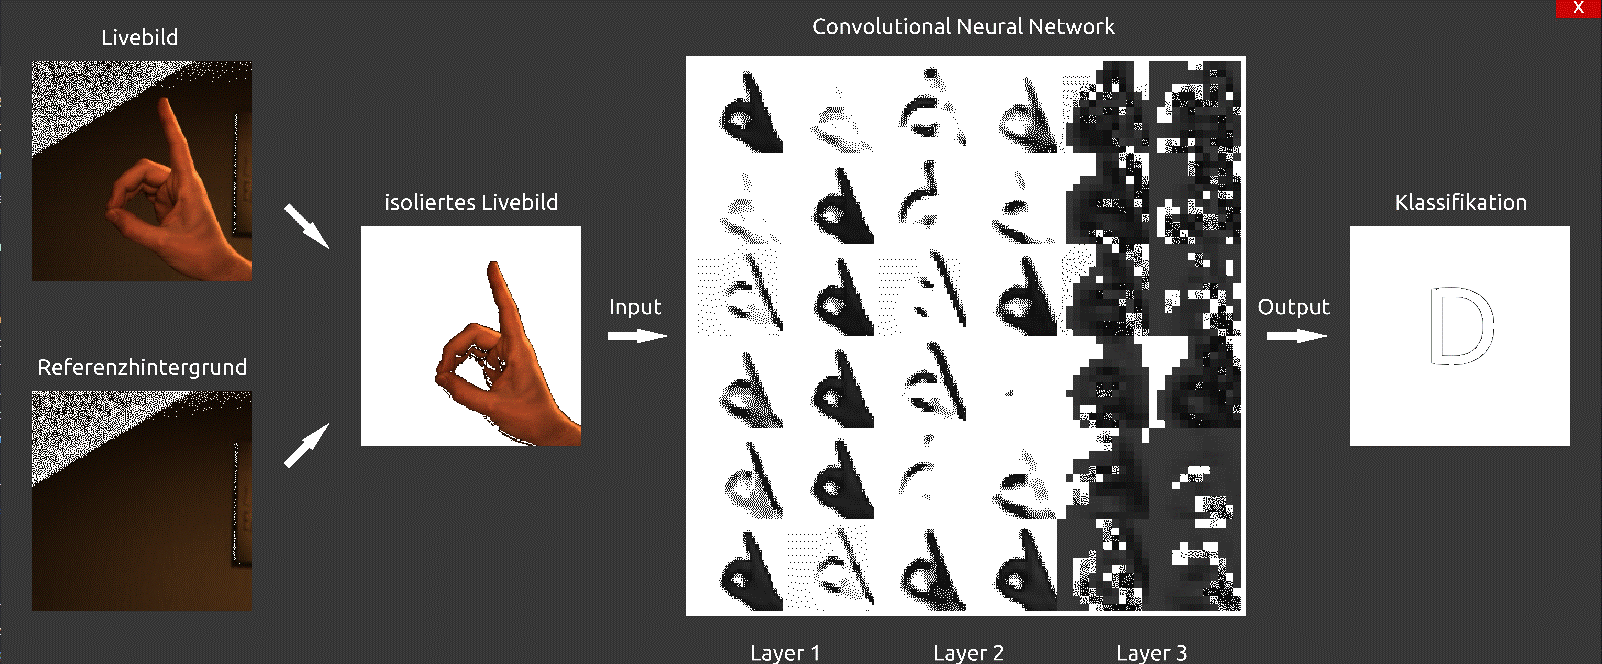 X
Livebild
Convolutional Neural Network
isoliertes Livebild
Klassifikation
Input
Output
D
Referenzhintergrund
Layer 1
Layer 2
Layer 3